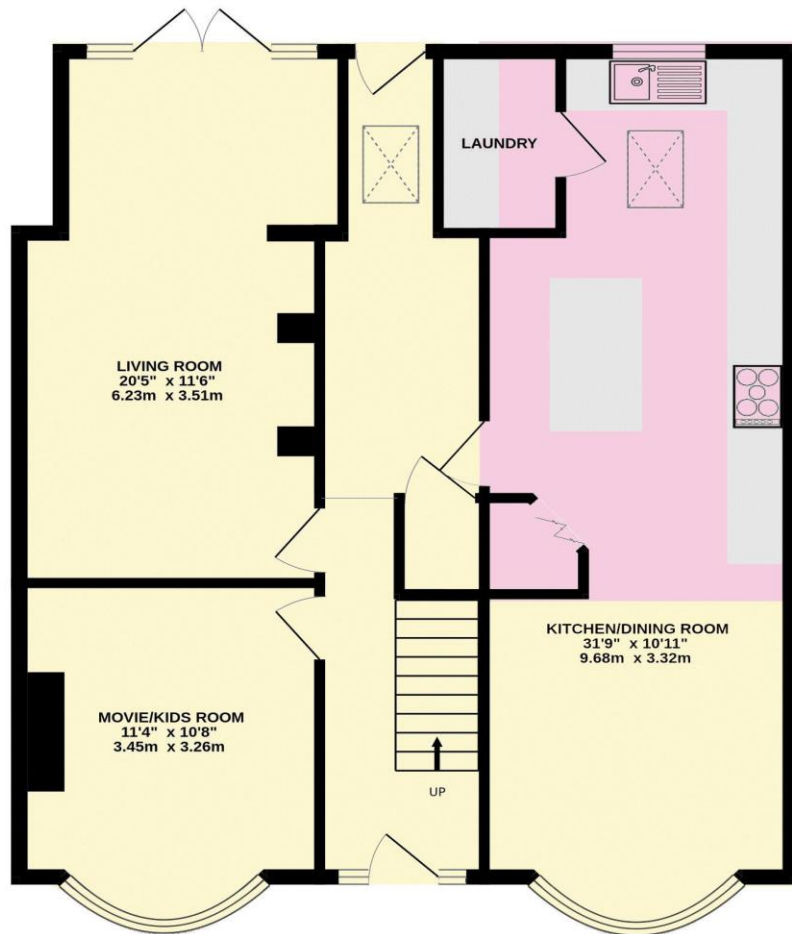 LAUNDRY
LIVING ROOM
20'5" x 11'6"
6.23m x 3.51m
KITCHEN/DINING ROOM
31'9" x 10'11"
9.68m x 3.32m
MOVIE/KIDS ROOM
11'4" x 10'8"
3.45m x 3.26m
UP